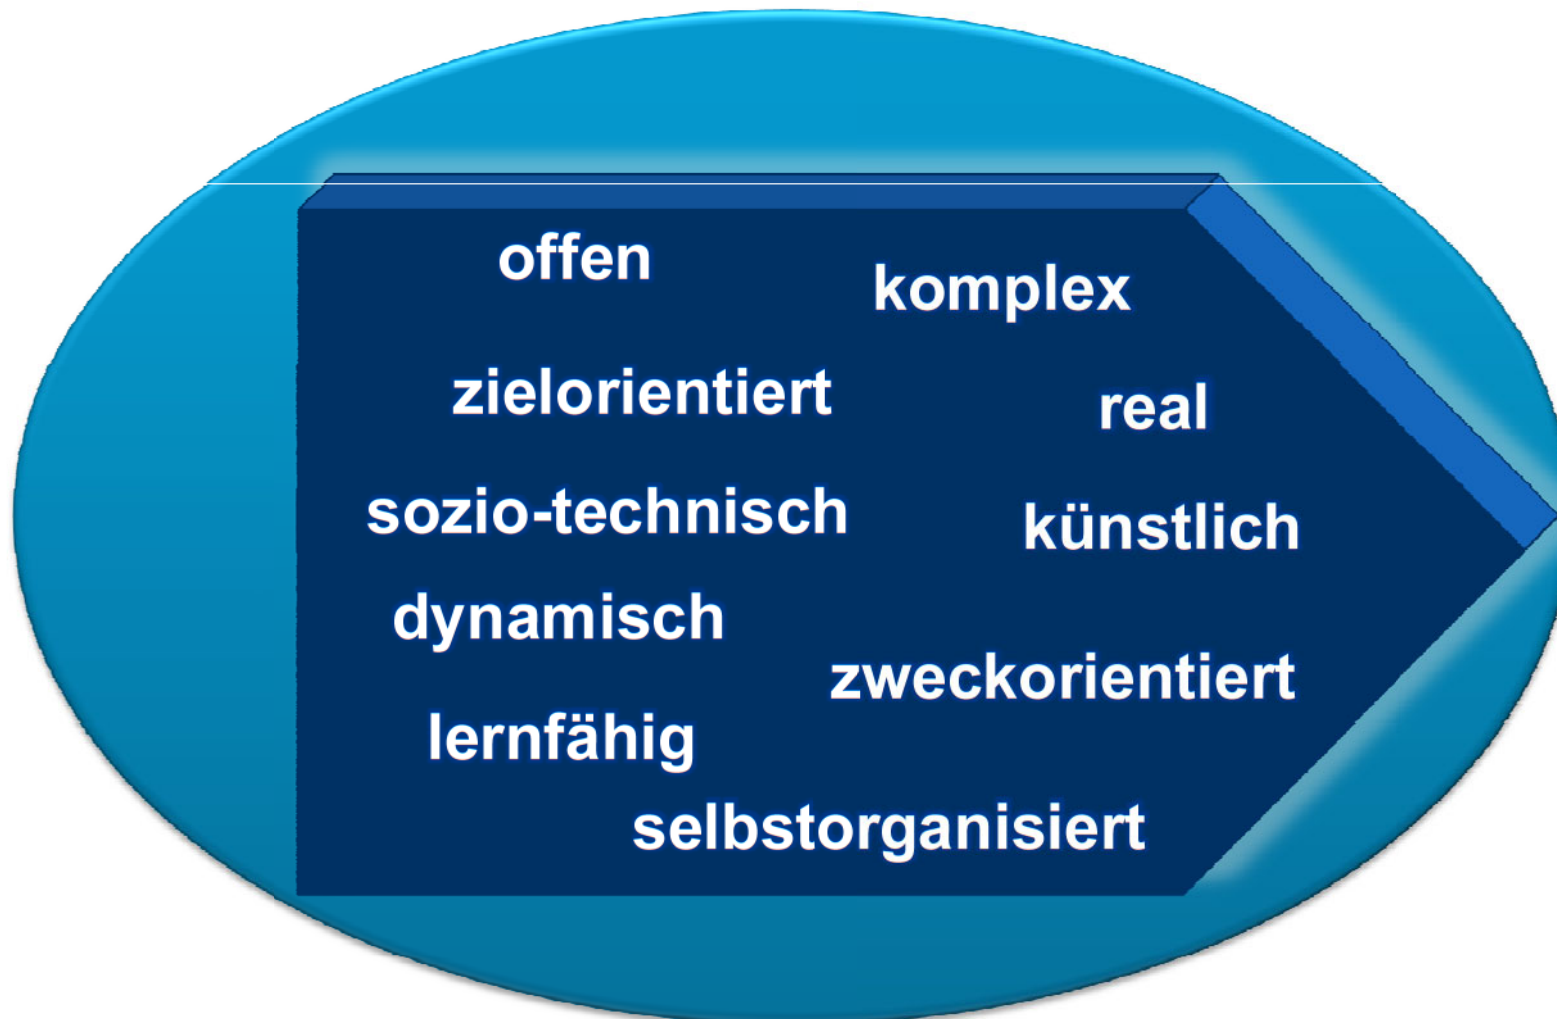 offen
komplex
zielorientiert
real
sozio-technisch
künstlich
dynamisch
zweckorientiert
lernfähig
selbstorganisiert